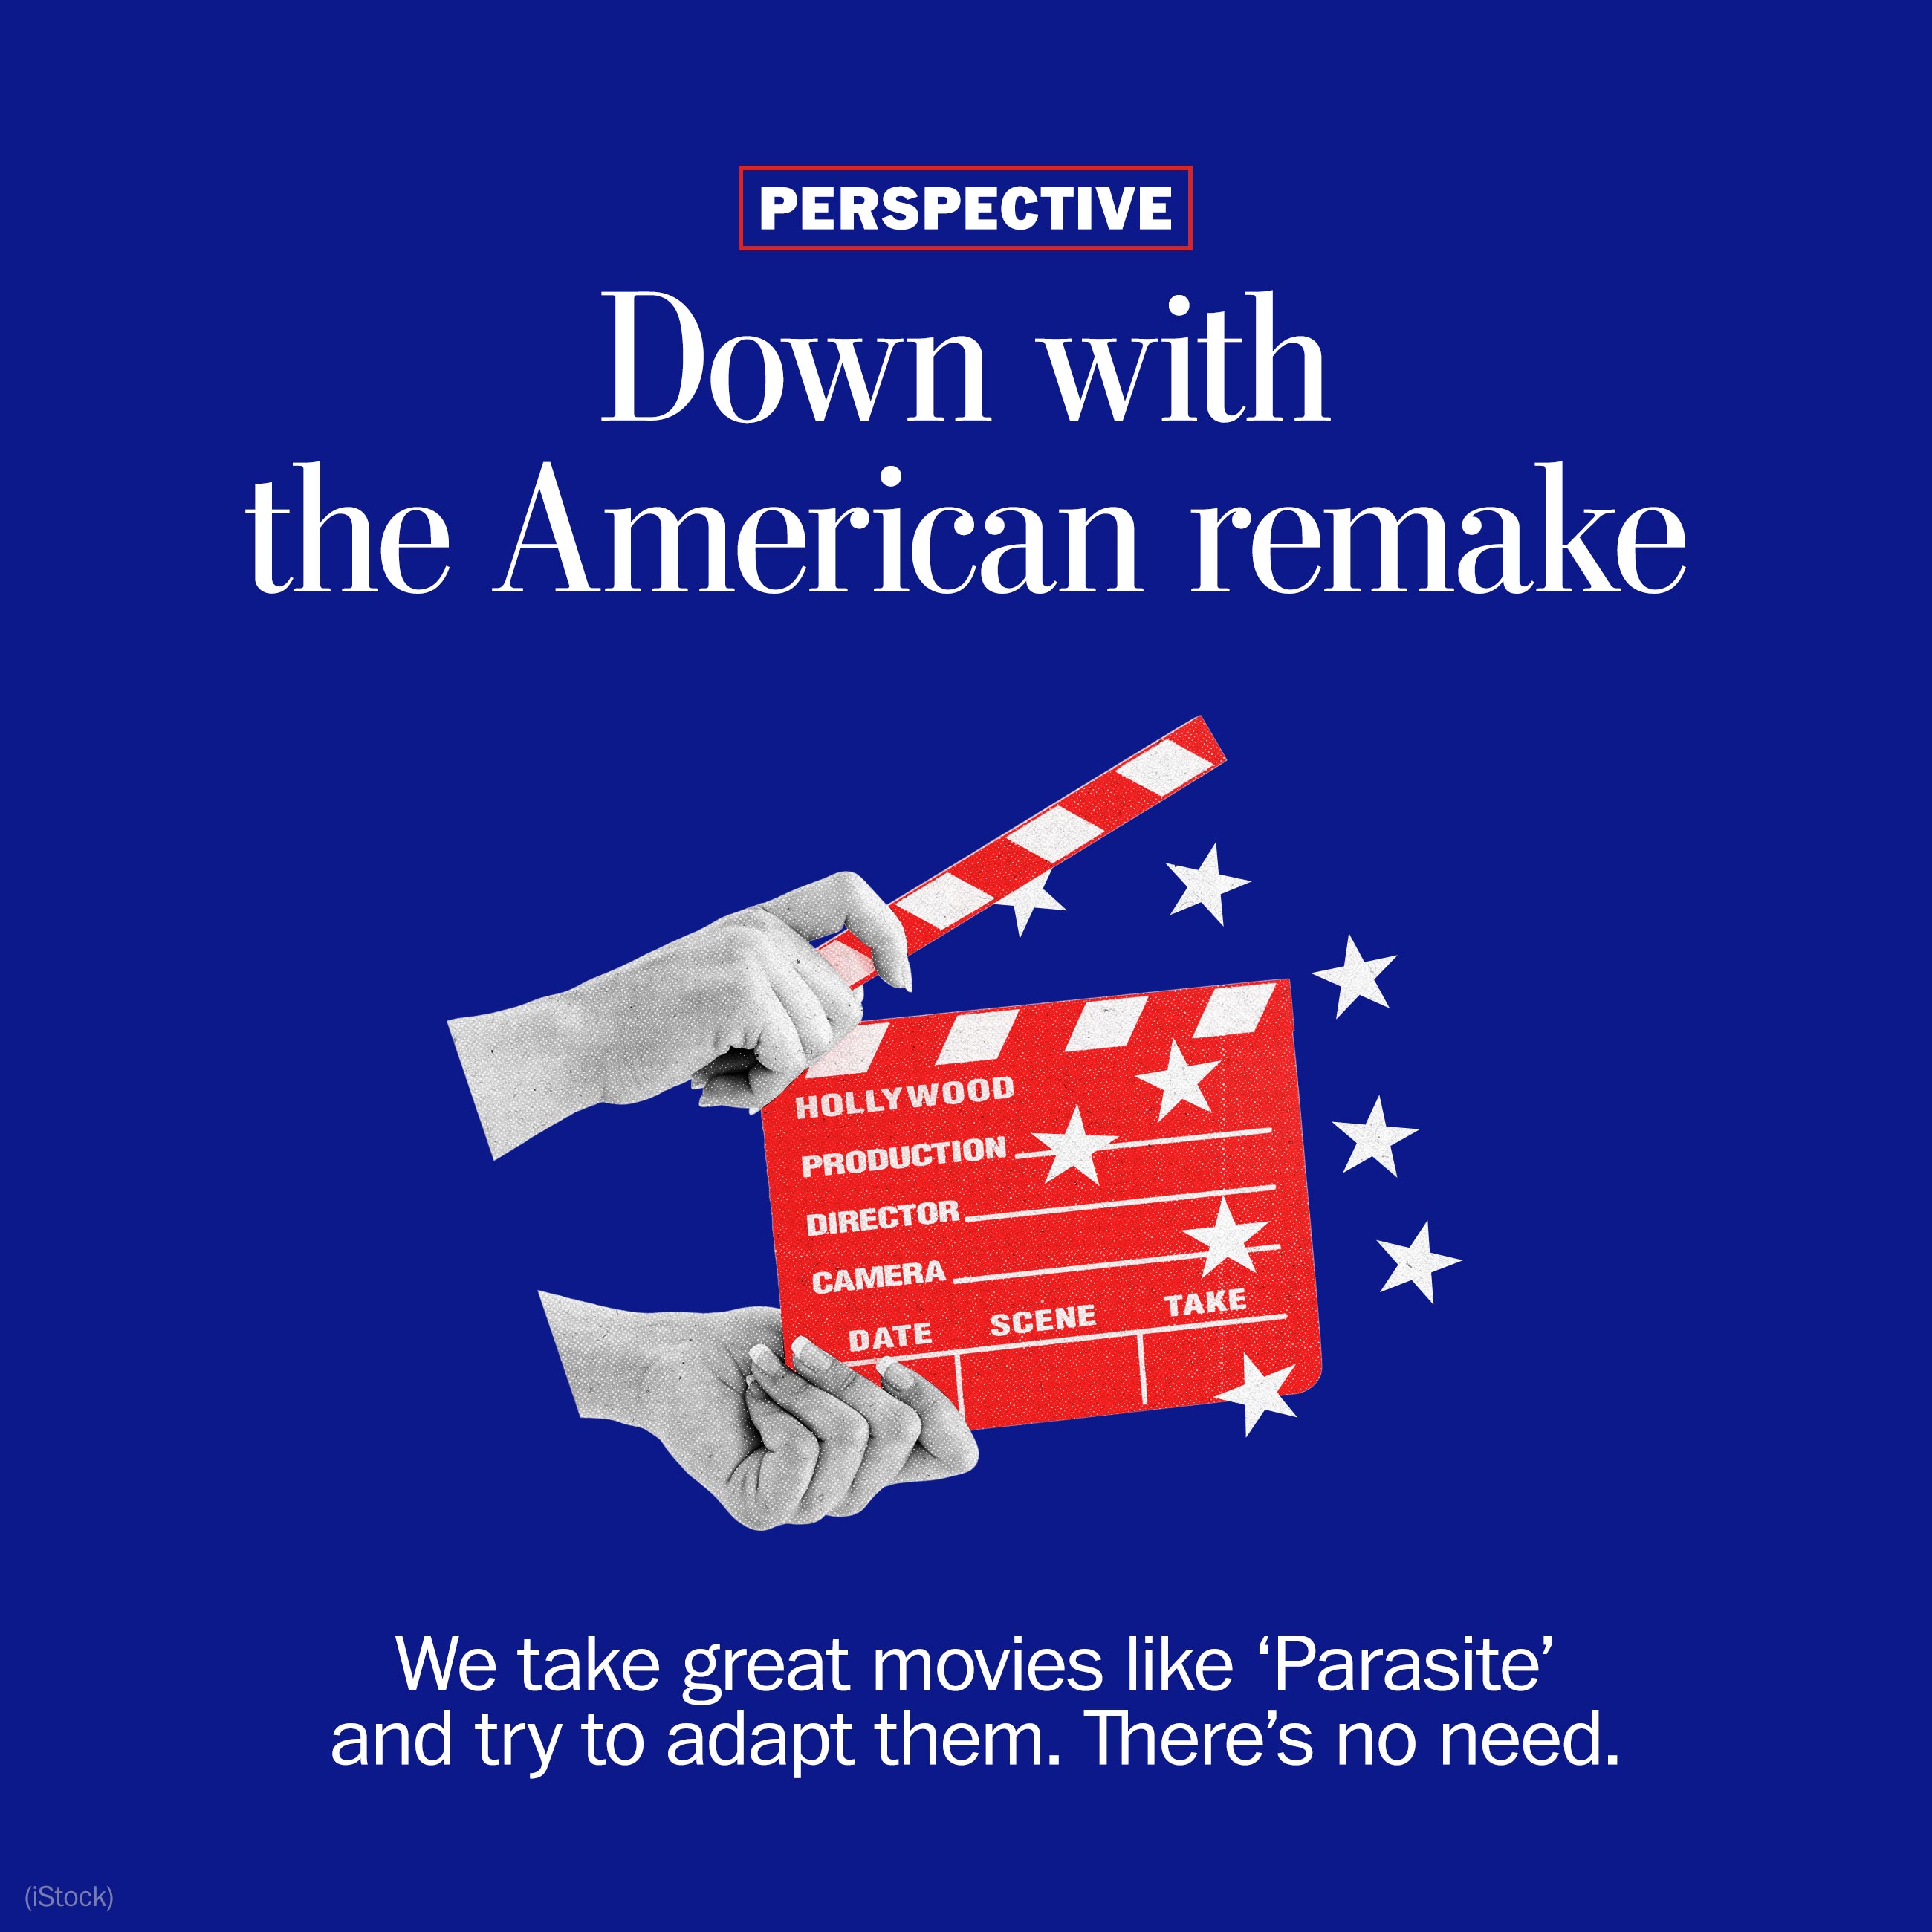 PERSPECTIVE
Down with
the American remake
HOLLYWOOD
PRODUCTION
DIRECTOR
CAMERA
DATE SCENE TAKE
We take great movies like ‘Parasite’
and try to adapt them. There’s no need.
(iStock)